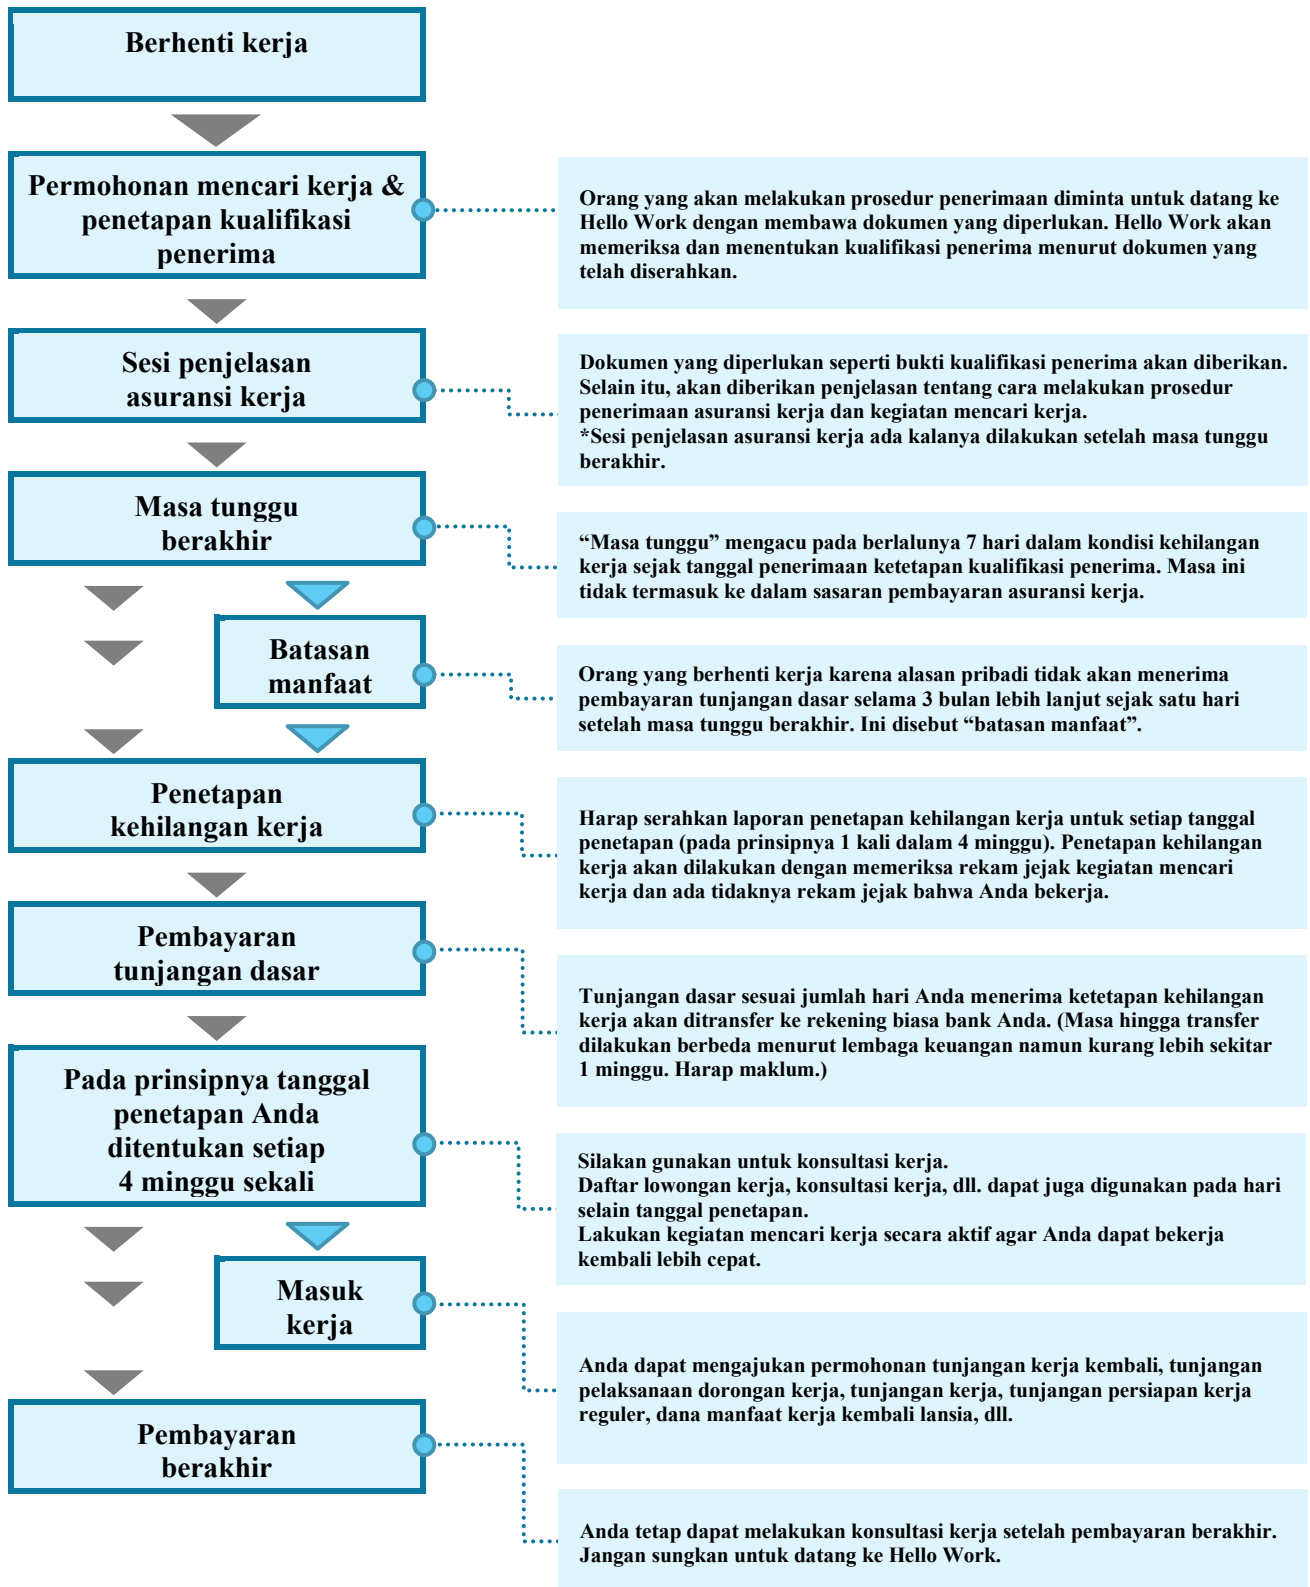 Berhenti kerja
Permohonan mencari kerja &
penetapan kualifikasi
penerima
Orang yang akan melakukan prosedur penerimaan diminta untuk datang ke
Hello Work dengan membawa dokumen yang diperlukan. Hello Work akan
memeriksa dan menentukan kualifikasi penerima menurut dokumen yang
telah diserahkan.
Sesi penjelasan
asuransi kerja
Dokumen yang diperlukan seperti bukti kualifikasi penerima akan diberikan.
Selain itu, akan diberikan penjelasan tentang cara melakukan prosedur
penerimaan asuransi kerja dan kegiatan mencari kerja.
*Sesi penjelasan asuransi kerja ada kalanya dilakukan setelah masa tunggu
berakhir.
Masa tunggu
berakhir
“Masa tunggu” mengacu pada berlalunya 7 hari dalam kondisi kehilangan
kerja sejak tanggal penerimaan ketetapan kualifikasi penerima. Masa ini
tidak termasuk ke dalam sasaran pembayaran asuransi kerja.
Batasan
manfaat
Orang yang berhenti kerja karena alasan pribadi tidak akan menerima
pembayaran tunjangan dasar selama 3 bulan lebih lanjut sejak satu hari
setelah masa tunggu berakhir. Ini disebut “batasan manfaat”.
Penetapan
kehilangan kerja
Harap serahkan laporan penetapan kehilangan kerja untuk setiap tanggal
penetapan (pada prinsipnya 1 kali dalam 4 minggu). Penetapan kehilangan
kerja akan dilakukan dengan memeriksa rekam jejak kegiatan mencari
kerja dan ada tidaknya rekam jejak bahwa Anda bekerja.
Pembayaran
tunjangan dasar
Tunjangan dasar sesuai jumlah hari Anda menerima ketetapan kehilangan
kerja akan ditransfer ke rekening biasa bank Anda. (Masa hingga transfer
dilakukan berbeda menurut lembaga keuangan namun kurang lebih sekitar
1 minggu. Harap maklum.)
Pada prinsipnya tanggal
penetapan Anda
ditentukan setiap
4 minggu sekali
Silakan gunakan untuk konsultasi kerja.
Daftar lowongan kerja, konsultasi kerja, dll. dapat juga digunakan pada hari
selain tanggal penetapan.
Lakukan kegiatan mencari kerja secara aktif agar Anda dapat bekerja
kembali lebih cepat.
Masuk
kerja
Anda dapat mengajukan permohonan tunjangan kerja kembali, tunjangan
pelaksanaan dorongan kerja, tunjangan kerja, tunjangan persiapan kerja
reguler, dana manfaat kerja kembali lansia, dll.
Pembayaran
berakhir
Anda tetap dapat melakukan konsultasi kerja setelah pembayaran berakhir.
Jangan sungkan untuk datang ke Hello Work.